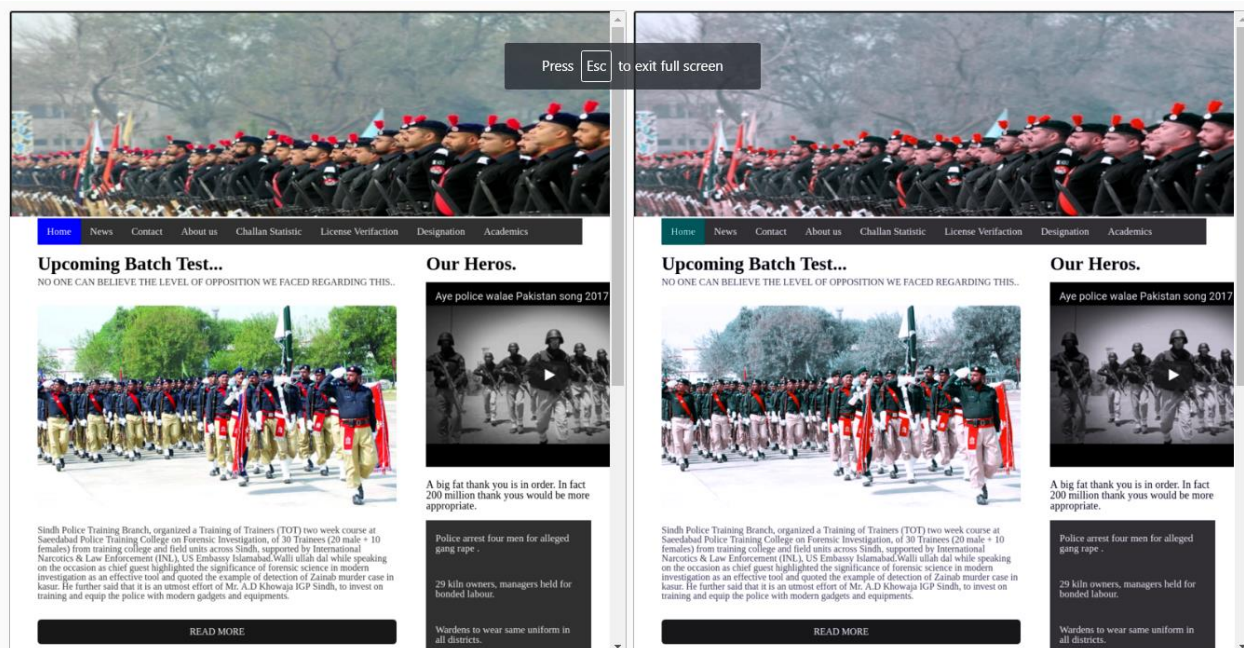 Press Esc to exit full screen
Home News Contact About us Challan Statistic License Verifaction Designation Academics
Upcoming Batch Test...
NO ONE CAN BELIEVE THE LEVEL OF OPPOSITION WE FACED REGARDING THIS..
Sindh Police Training Branch, organized a Training of Trainers (TOT) two week course at
Saeedabad Police Training College on Forensic Investigation, of 30 Trainees (20 male + 10
females) from training college and field units across Sindh, supported by International
Narcotics & Law Enforcement (INL), US Embassy Islamabad.Walli ullah dal while speaking
on the occasion as chief guest highlighted the significance of forensic science in modern
investigation as an effective tool and quoted the example of detection of Zainab murder case in
kasur. He further said that it is an utmost effort of Mr. A.D Khowaja IGP Sindh, to invest on
training and equip the police with modern gadgets and equipments.
READ MORE
Our Heros.
Aye police walae Pakistan song 2017
A big fat thank you is in order. In fact
200 million thank yous would be more
appropriate.
Police arrest four men for alleged
gang rape .
29 kiln owners, managers held for
bonded labour.
Wardens to wear same uniform in
all districts.
Home News Contact About us Challan Statistic License Verifaction Designation Academics
Upcoming Batch Test...
NO ONE CAN BELIEVE THE LEVEL OF OPPOSITION WE FACED REGARDING THIS..
Sindh Police Training Branch, organized a Training of Trainers (TOT) two week course at
Saeedabad Police Training College on Forensic Investigation, of 30 Trainees (20 male + 10
females) from training college and field units across Sindh, supported by International
Narcotics & Law Enforcement (INL), US Embassy Islamabad.Walli ullah dal while speaking
on the occasion as chief guest highlighted the significance of forensic science in modern
investigation as an effective tool and quoted the example of detection of Zainab murder case in
kasur. He further said that it is an utmost effort of Mr. A.D Khowaja IGP Sindh, to invest on
training and equip the police with modern gadgets and equipments.
READ MORE
Our Heros.
Aye police walae Pakistan song 2017
A big fat thank you is in order. In fact
200 million thank yous would be more
appropriate.
Police arrest four men for alleged
gang rape .
29 kiln owners, managers held for
bonded labour.
Wardens to wear same uniform in
all districts.